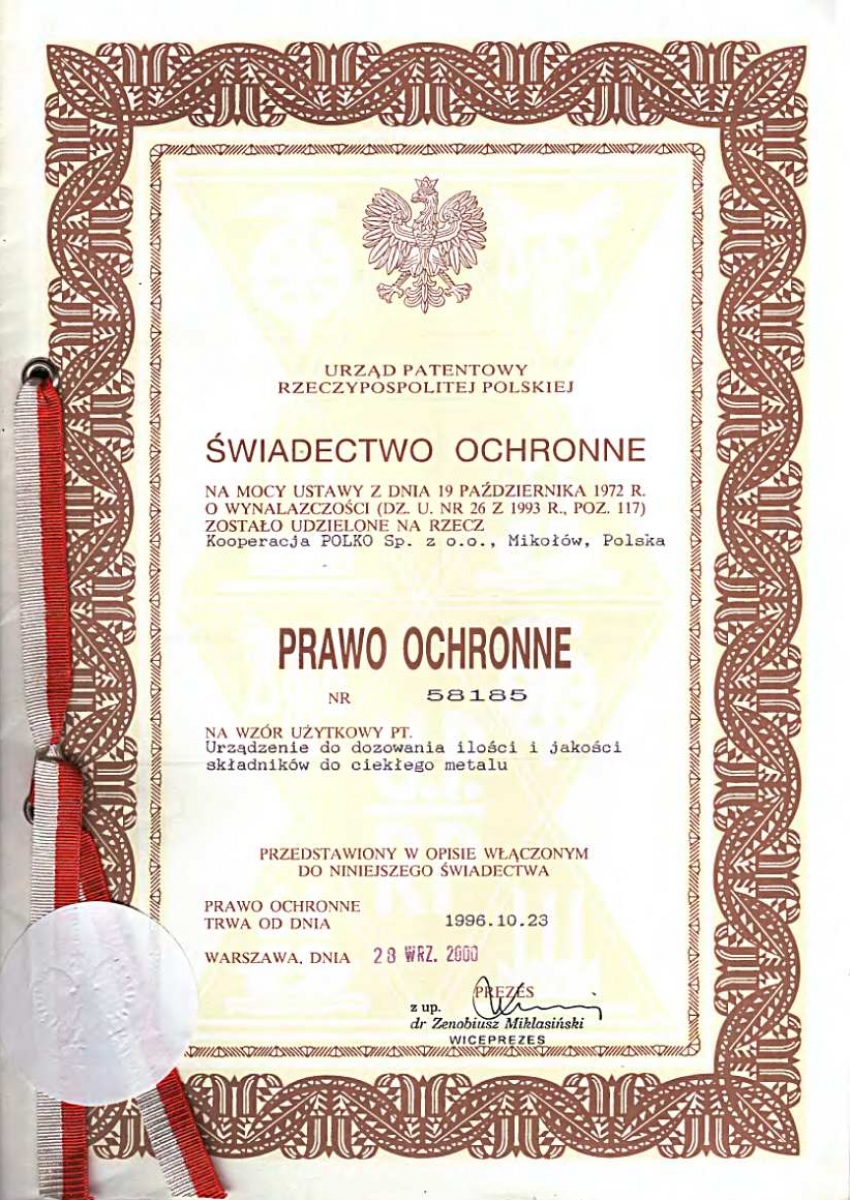 URZĄD PATENTOWY
RZECZYPOSPOLITEJ POLSKIEJ
ŚWIADECTWO OCHRONNE
NA MOCY USTAWY Z DNIA 19 PAŹDZIERNIKA 1972 R.
O WYNALAZCZOŚCI (DZ. U. NR 26 Z 1993 R., POZ. 117)
ZOSTAŁO UDZIELONE NA RZECZ
Kooperacja POLKO Sp. z o.o., Mikołów, Polska
PRAWO OCHRONNE
NR 58185
NA WZÓR UŻYTKOWY PT.
Urządzenie do dozowania ilości i jakości
składników do ciekłego metalu
PRZEDSTAWIONY W OPISIE WŁĄCZONYM
DO NINIEJSZEGO ŚWIADECTWA
PRAWO OCHRONNE
TRWA OD DNIA 1996.10.23
WARSZAWA, DNIA WRZ. 2000
PREZES
z up.
dr Zenobiusz Miklasiński
WICEPREZES